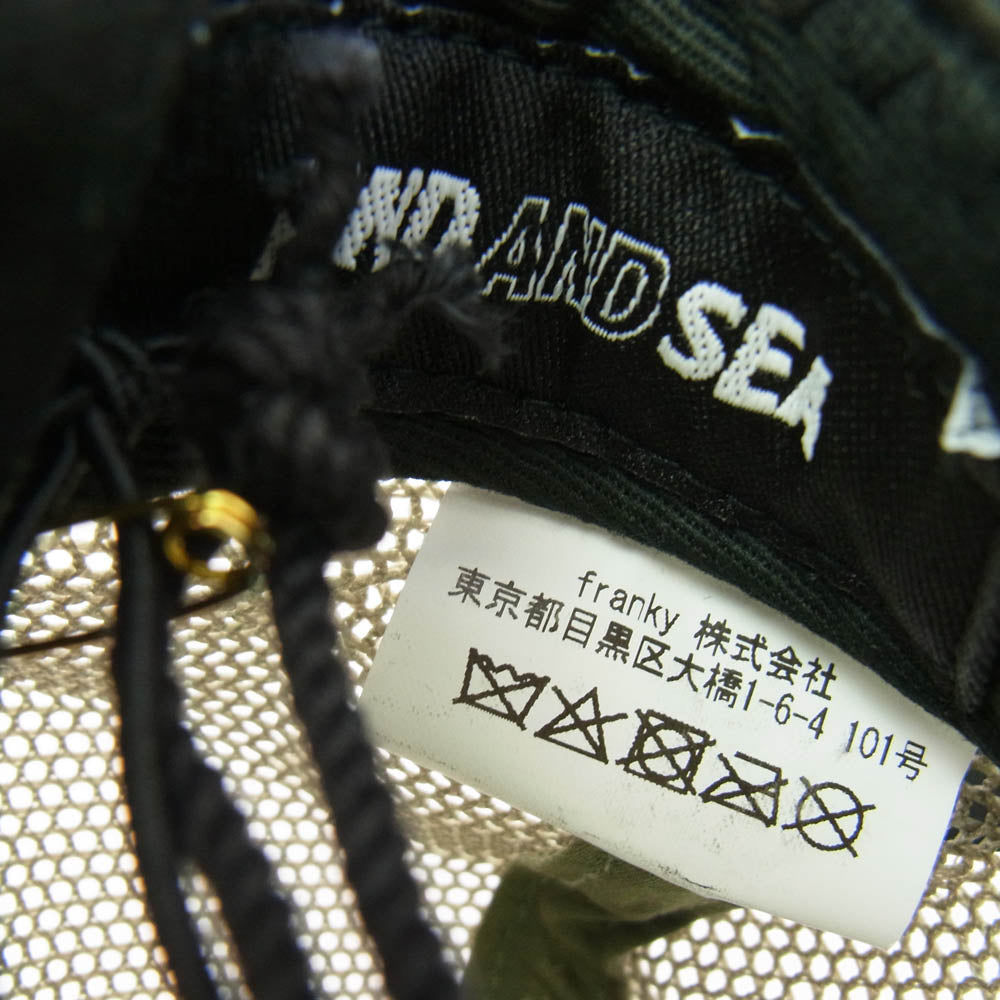 ND AND SEA
franky 株式会社
東京都目黒区大橋1-6-4 101号